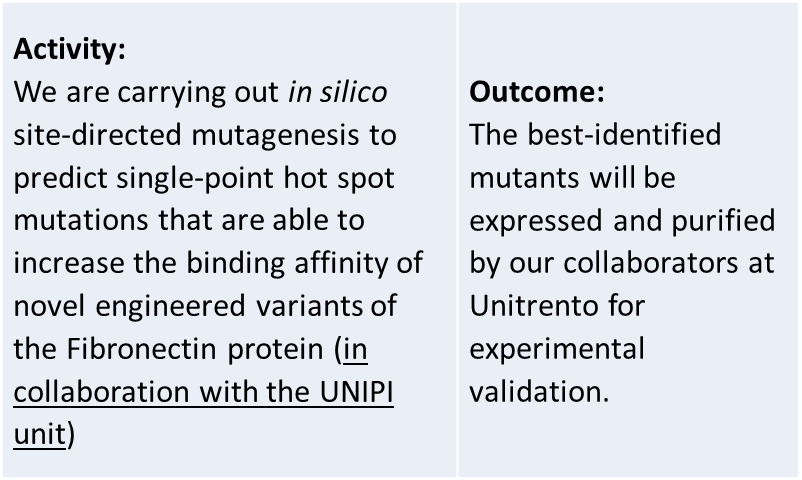 Activity:
We are carrying out in silico
site-directed mutagenesis to
predict single-point hot spot
mutations that are able to
increase the binding affinity of
novel engineered variants of
the Fibronectin protein (in
collaboration with the UNIPI
unit)
Outcome:
The best-identified
mutants will be
expressed and purified
by our collaborators at
Unitrento for
experimental
validation.